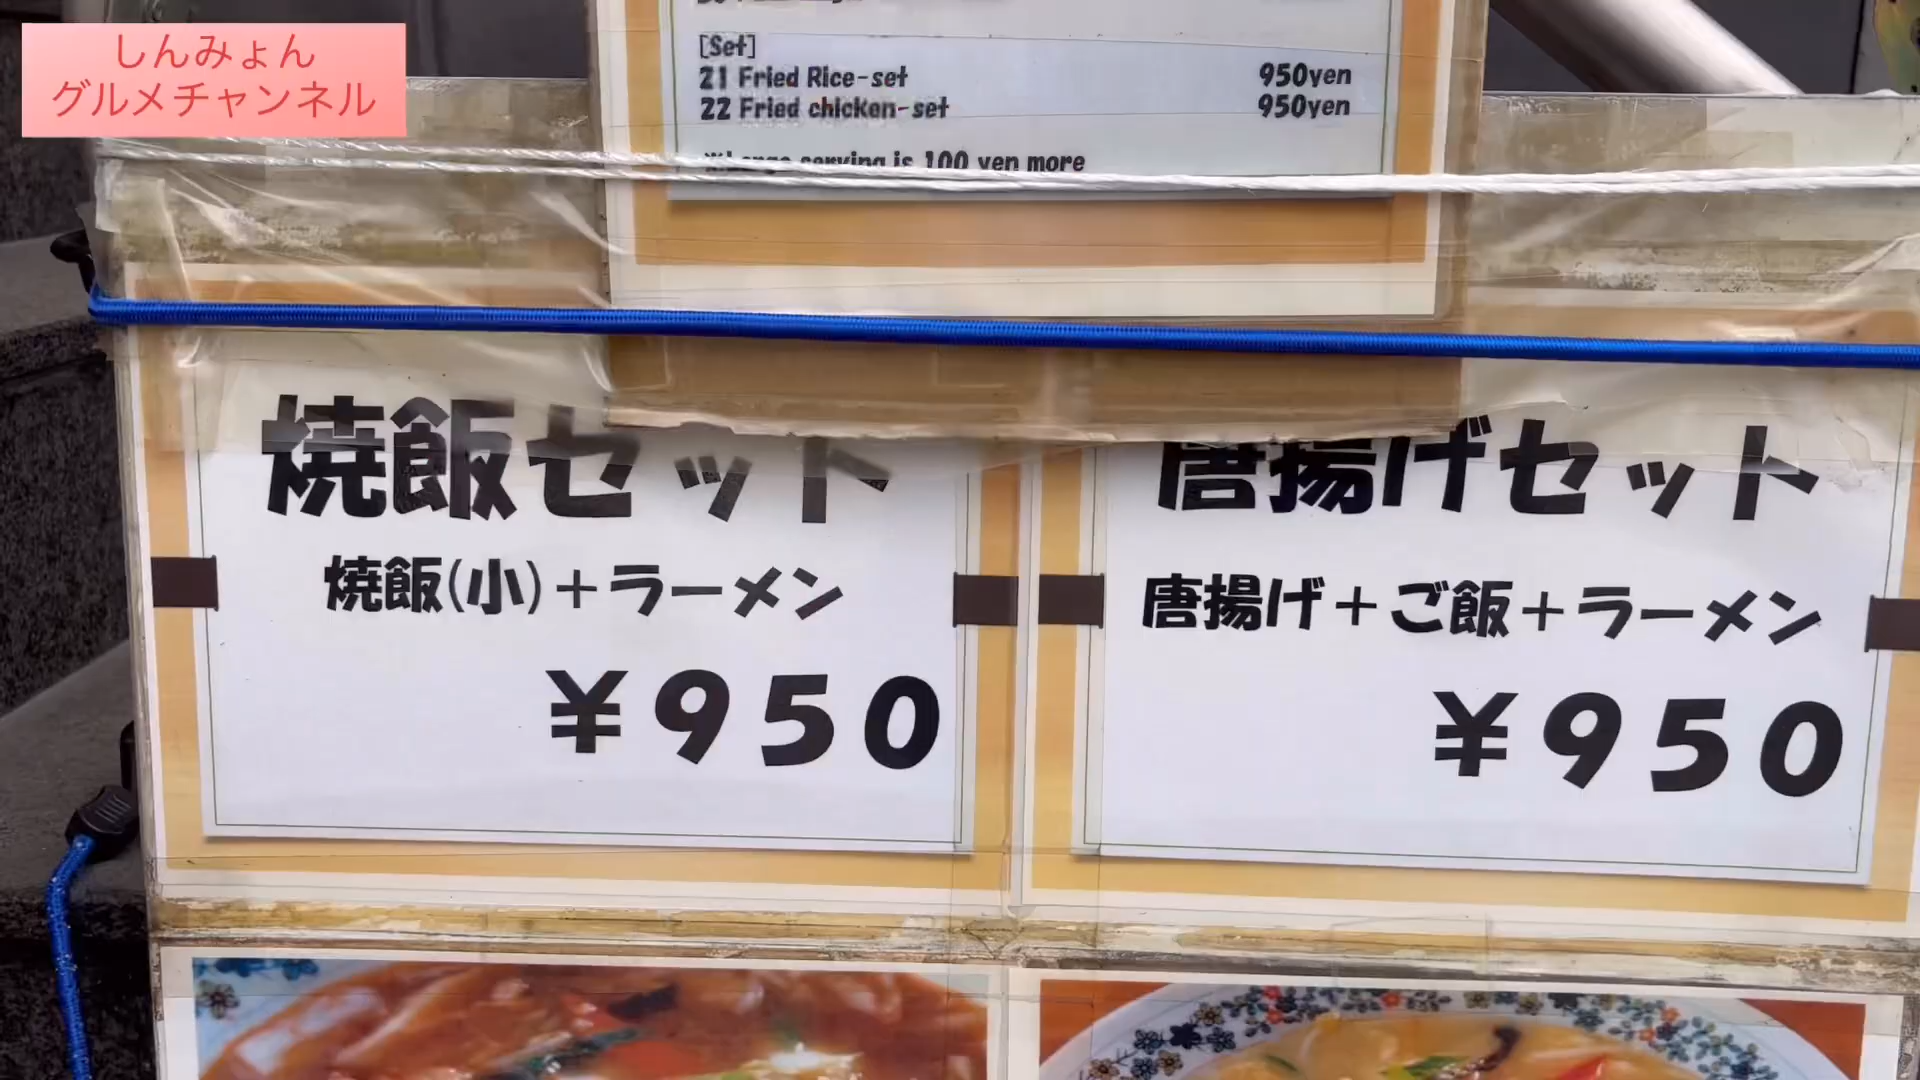 しんみょん
グルメチャンネル
[Set]
21 Fried Rice-set 950yen
22 Fried chicken-set 950yen
※Large serving is 100 yen more
焼飯セット
焼飯(小)＋ラーメン
¥950
唐揚げセット
唐揚げ＋ご飯＋ラーメン
¥950